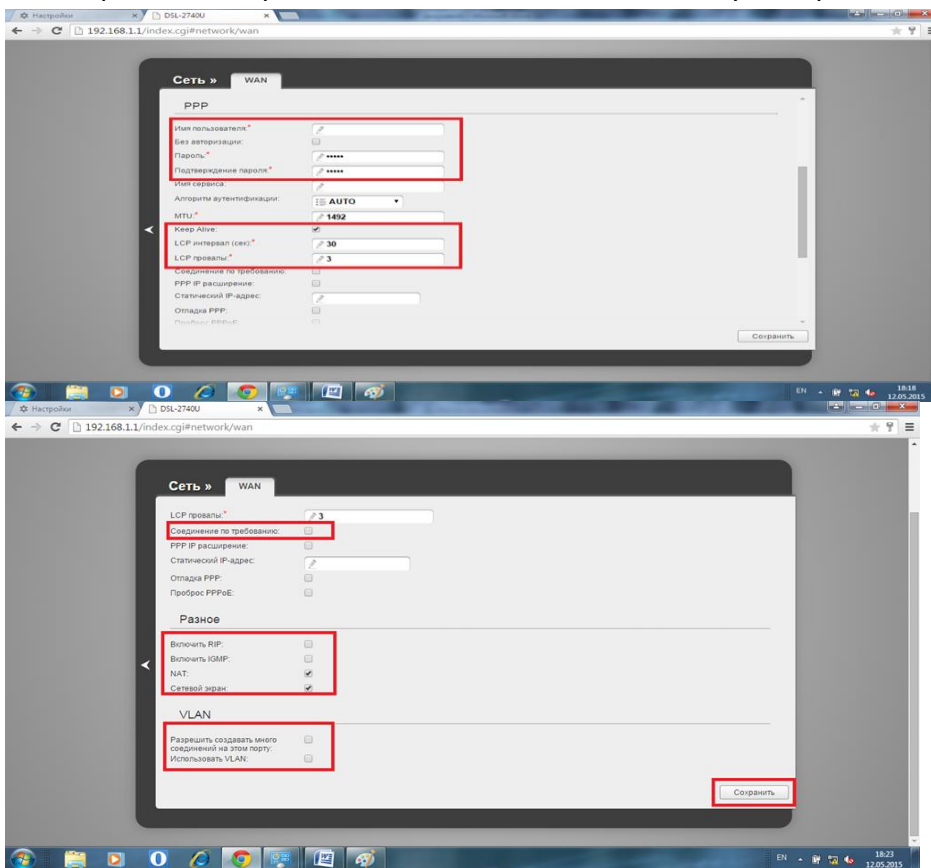 Настройки
DSL-2740U
192.168.1.1/index.cgi#network/wan
Сеть »
WAN
PPP
Имя пользователя:*
Без авторизации:
Пароль:*
•••••
Подтверждение пароля:*
•••••
Имя сервиса:
Алгоритм аутентификации:
AUTO
MTU:*
1492
Keep Alive:
LCP интервал (сек):*
30
LCP провалы:*
3
Соединение по требованию:
PPP IP расширение:
Статический IP-адрес:
Отладка PPP:
Проброс PPPoE:
Сохранить
EN
18:18
12.05.2015
Настройки
DSL-2740U
192.168.1.1/index.cgi#network/wan
Сеть »
WAN
LCP провалы:*
3
Соединение по требованию:
PPP IP расширение:
Статический IP-адрес:
Отладка PPP:
Проброс PPPoE:
Разное
Включить RIP:
Включить IGMP:
NAT:
Сетевой экран:
VLAN
Разрешить создавать много
соединений на этом порту:
Использовать VLAN:
Сохранить
EN
18:23
12.05.2015